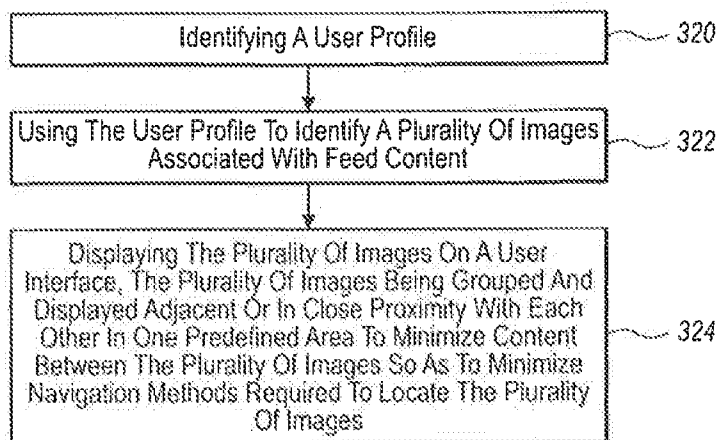 Identifying A User Profile
320
Using The User Profile To Identify A Plurality Of Images
Associated With Feed Content
322
Displaying The Plurality Of Images On A User
Interface, The Plurality Of Images Being Grouped And
Displayed Adjacent Or In Close Proximity With Each
Other In One Predefined Area To Minimize Content
Between The Plurality Of Images So As To Minimize
Navigation Methods Required To Locate The Plurality
Of Images
324